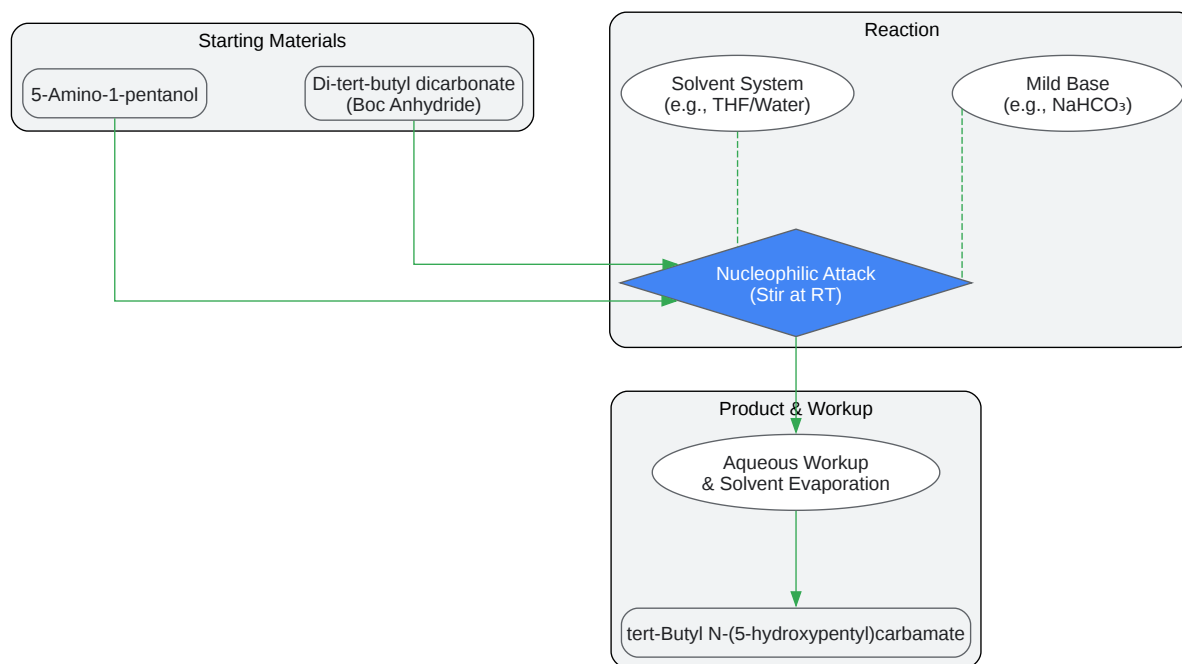 Starting Materials
5-Amino-1-pentanol
Di-tert-butyl dicarbonate
(Boc Anhydride)
Reaction
Solvent System
(e.g., THF/Water)
Mild Base
(e.g., NaHCO₃)
Nucleophilic Attack
(Stir at RT)
Product & Workup
Aqueous Workup
& Solvent Evaporation
tert-Butyl N-(5-hydroxypentyl)carbamate